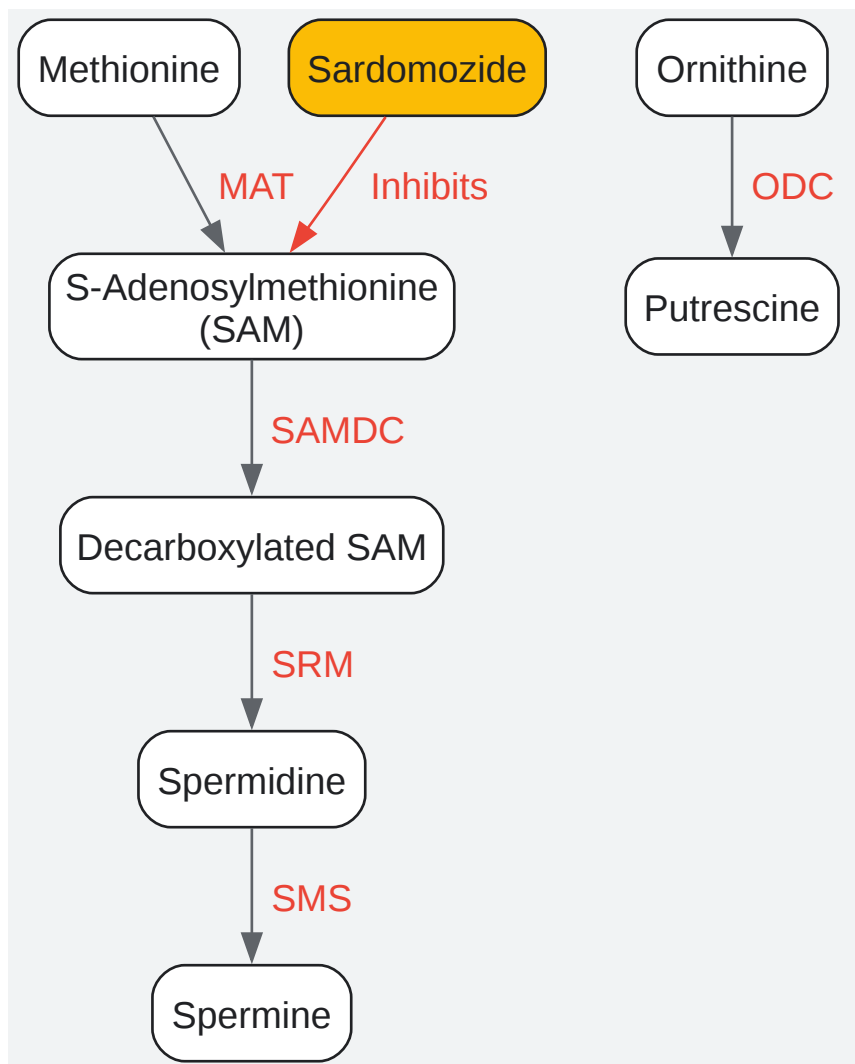 Methionine
Sardomozide
Ornithine
MAT
Inhibits
ODC
S-Adenosylmethionine
(SAM)
Putrescine
SAMDC
Decarboxylated SAM
SRM
Spermidine
SMS
Spermine